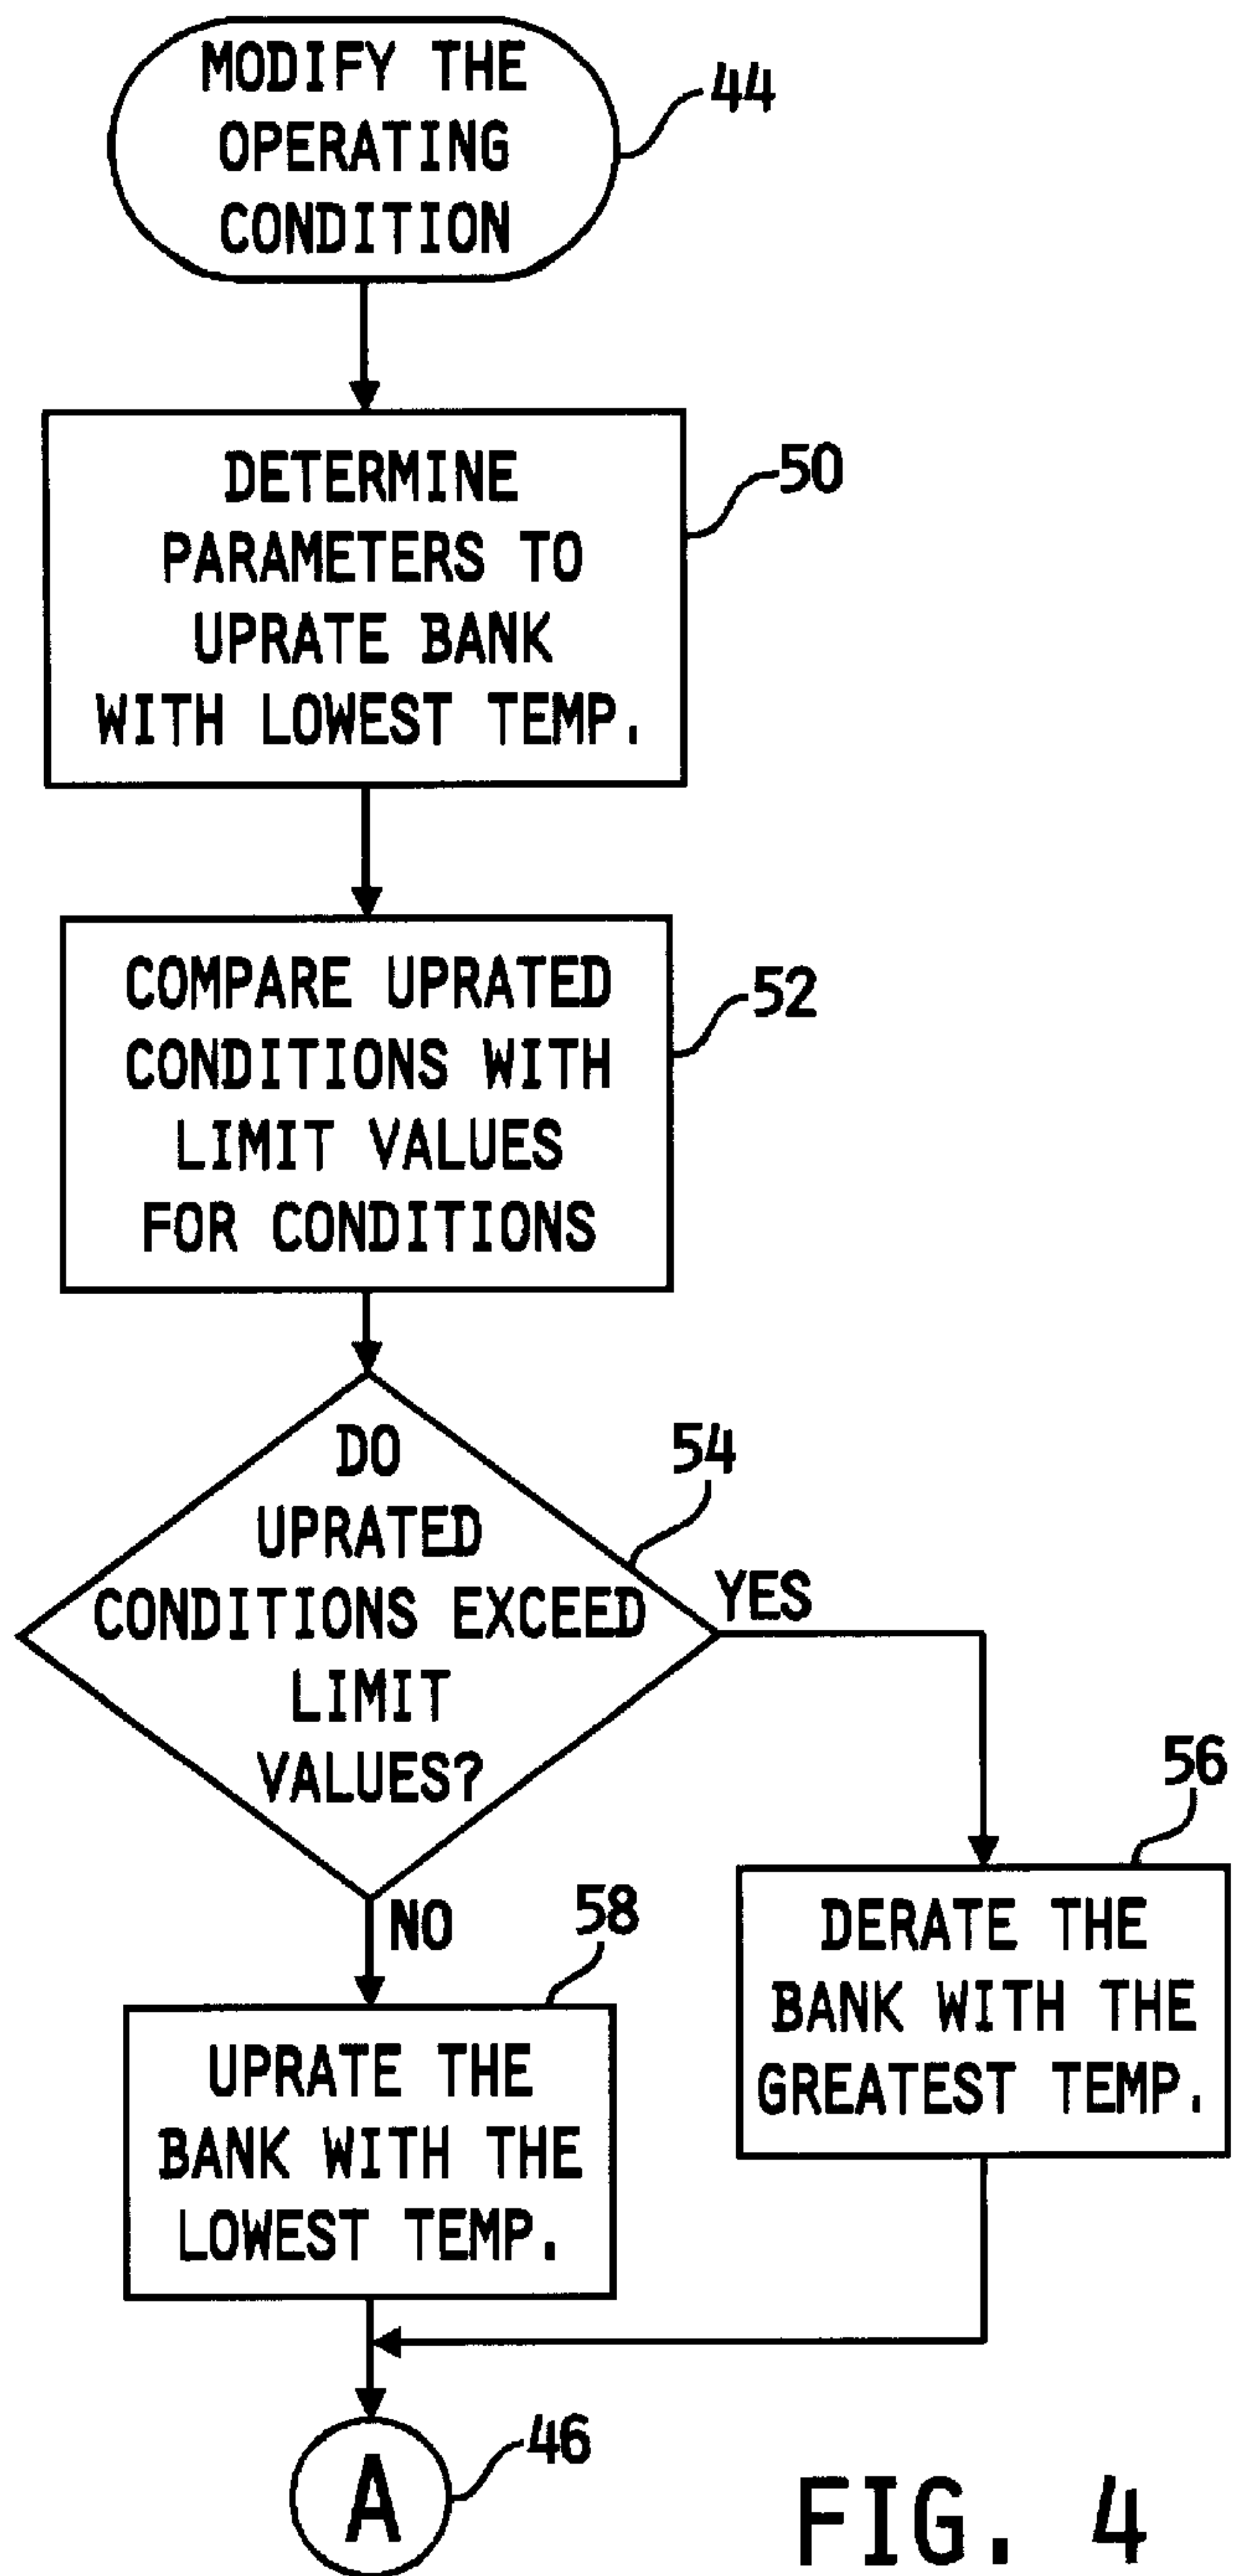 MODIFY THE
OPERATING
CONDITION
44
DETERMINE
PARAMETERS TO
UPRATE BANK
WITH LOWEST TEMP.
50
COMPARE UPRATED
CONDITIONS WITH
LIMIT VALUES
FOR CONDITIONS
52
DO
UPRATED
CONDITIONS EXCEED
LIMIT
VALUES?
54
YES
56
DERATE THE
BANK WITH THE
GREATEST TEMP.
NO
58
UPRATE THE
BANK WITH THE
LOWEST TEMP.
A
46
FIG. 4